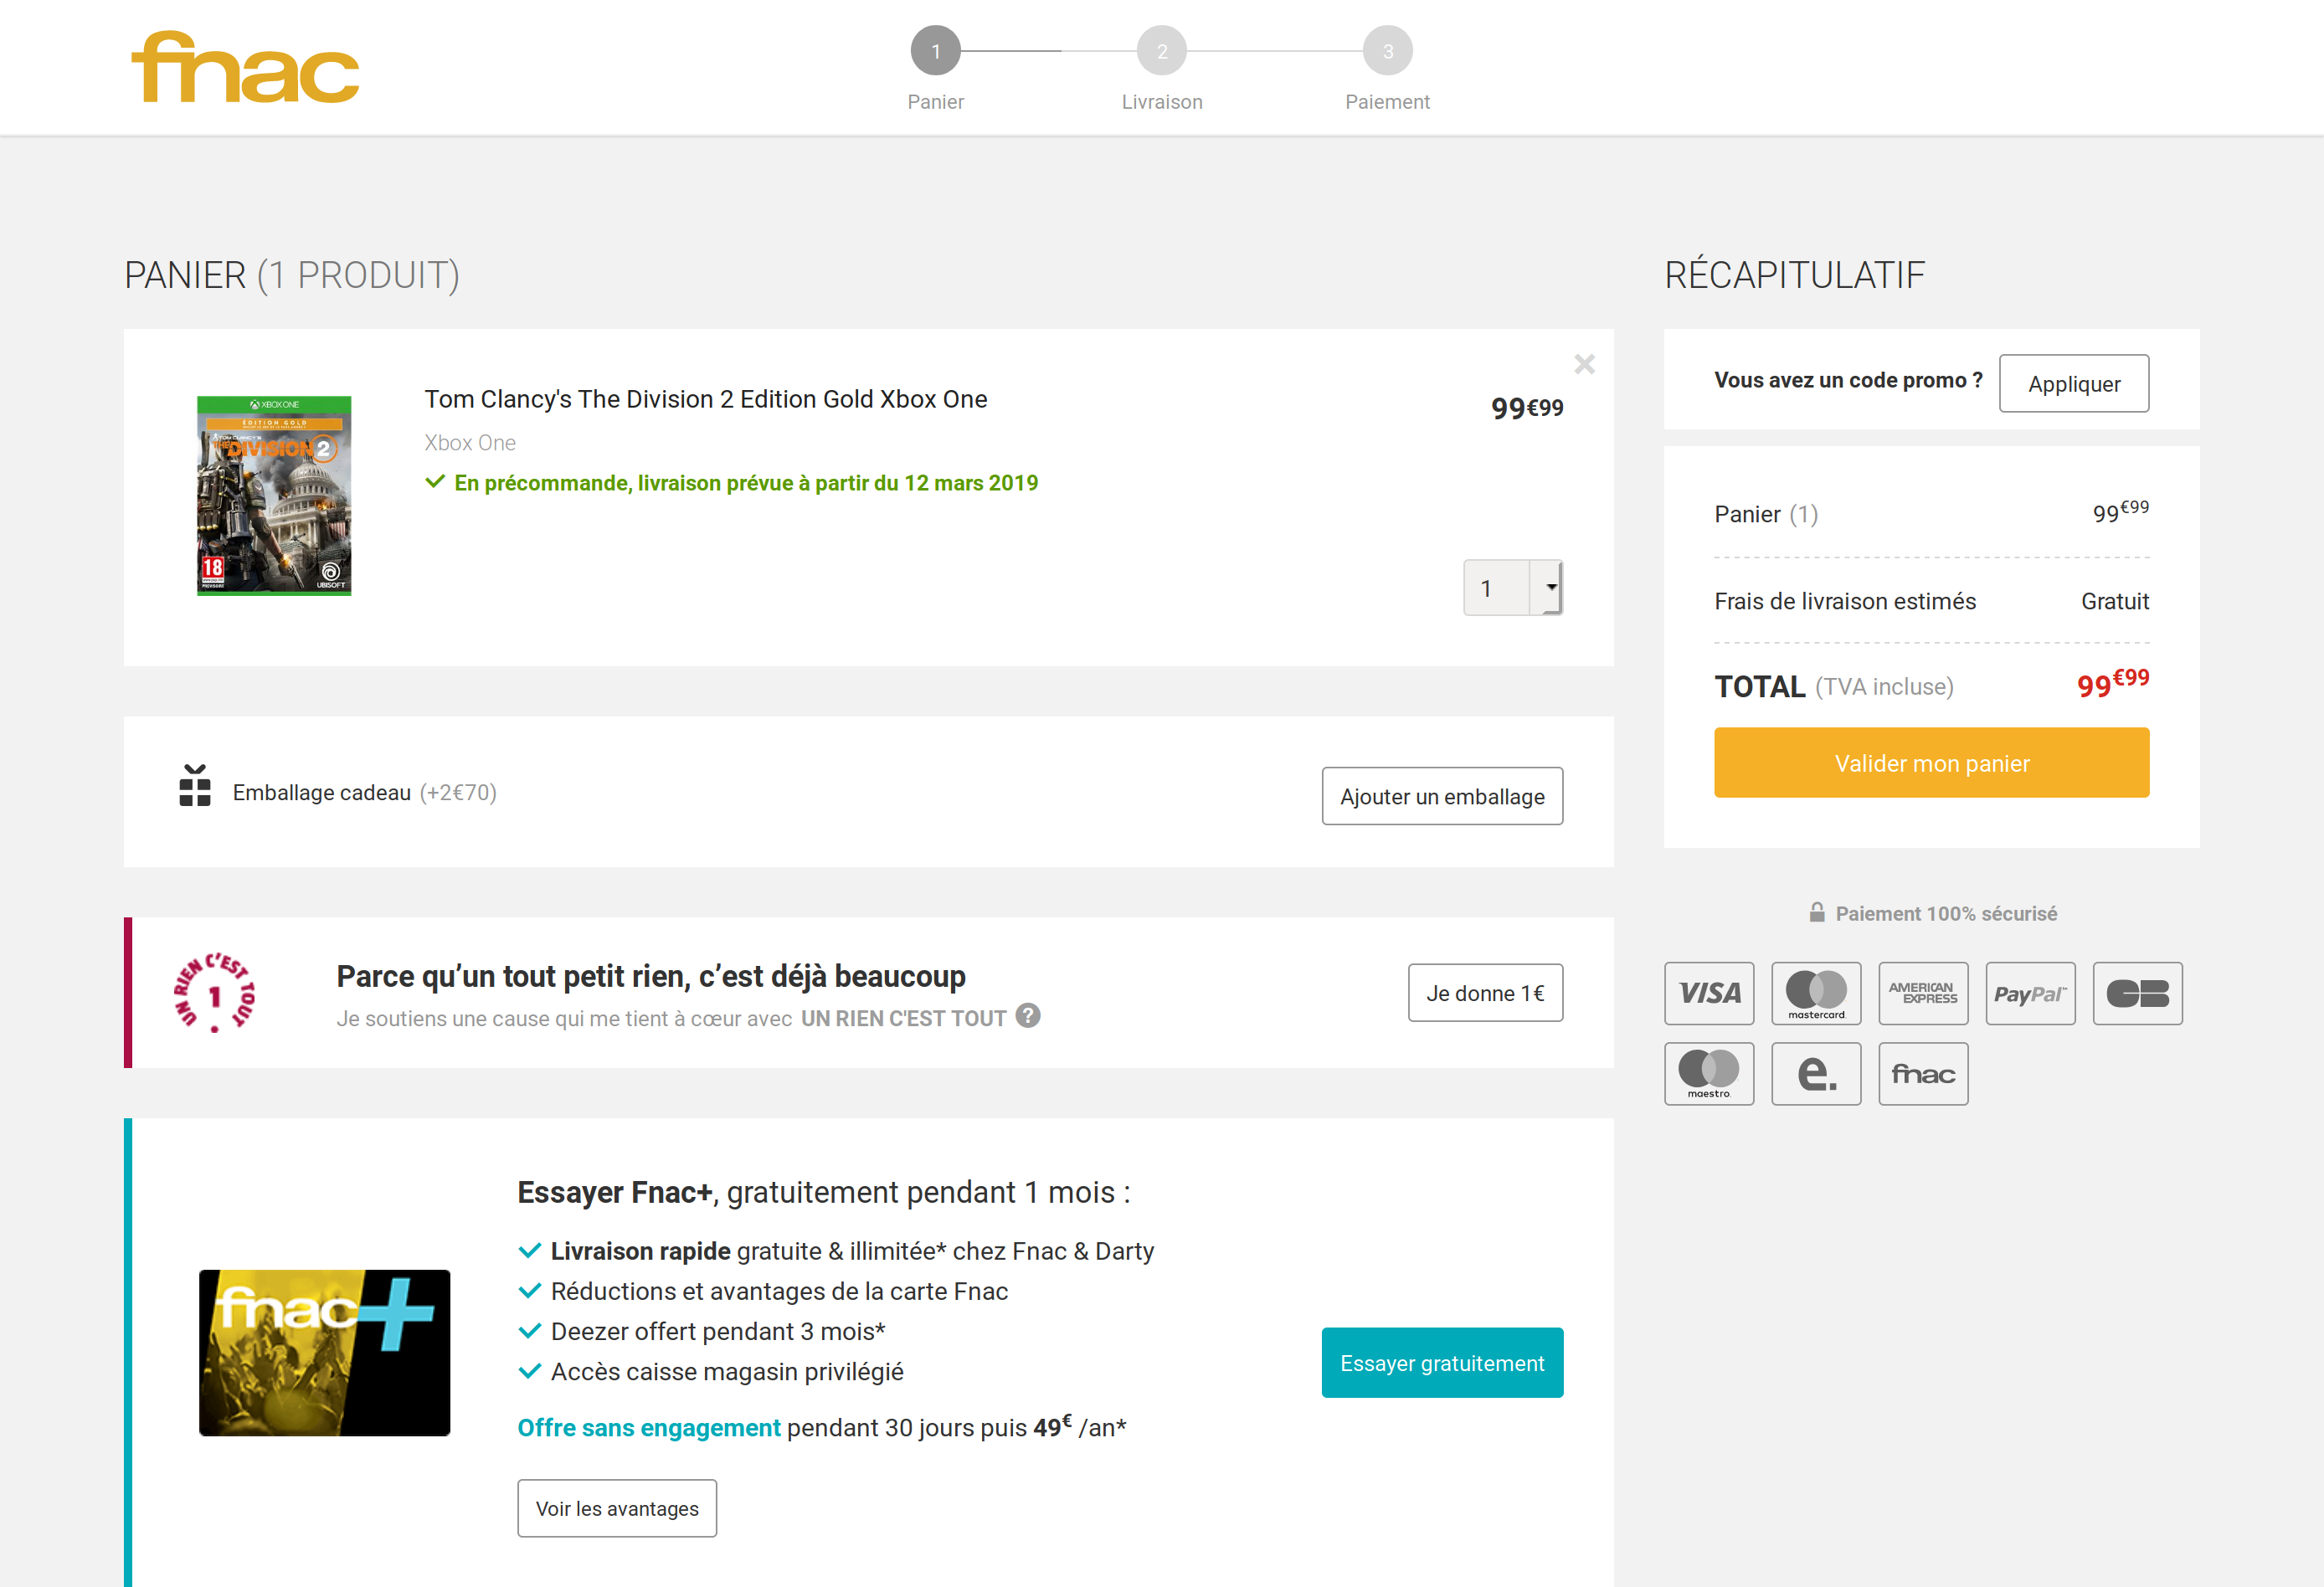 fnac
1
2
3
Panier
Livraison
Paiement
PANIER (1 PRODUIT)
XBOX ONE
EDITION GOLD
TOM CLANCY'S
THE DIVISION 2
18
UBISOFT
Tom Clancy's The Division 2 Edition Gold Xbox One
Xbox One
En précommande, livraison prévue à partir du 12 mars 2019
99€99
1
Emballage cadeau (+2€70)
Ajouter un emballage
UN RIEN C'EST TOUT
1
Parce qu’un tout petit rien, c’est déjà beaucoup
Je soutiens une cause qui me tient à cœur avec UN RIEN C'EST TOUT ?
Je donne 1€
fnac+
Essayer Fnac+, gratuitement pendant 1 mois :
Livraison rapide gratuite & illimitée* chez Fnac & Darty
Réductions et avantages de la carte Fnac
Deezer offert pendant 3 mois*
Accès caisse magasin privilégié
Offre sans engagement pendant 30 jours puis 49€ /an*
Voir les avantages
Essayer gratuitement
RÉCAPITULATIF
Vous avez un code promo ?
Appliquer
Panier (1) 99€99
Frais de livraison estimés Gratuit
TOTAL (TVA incluse) 99€99
Valider mon panier
Paiement 100% sécurisé
VISA
mastercard.
AMERICAN
EXPRESS
PayPal™
CB
maestro.
e.
fnac